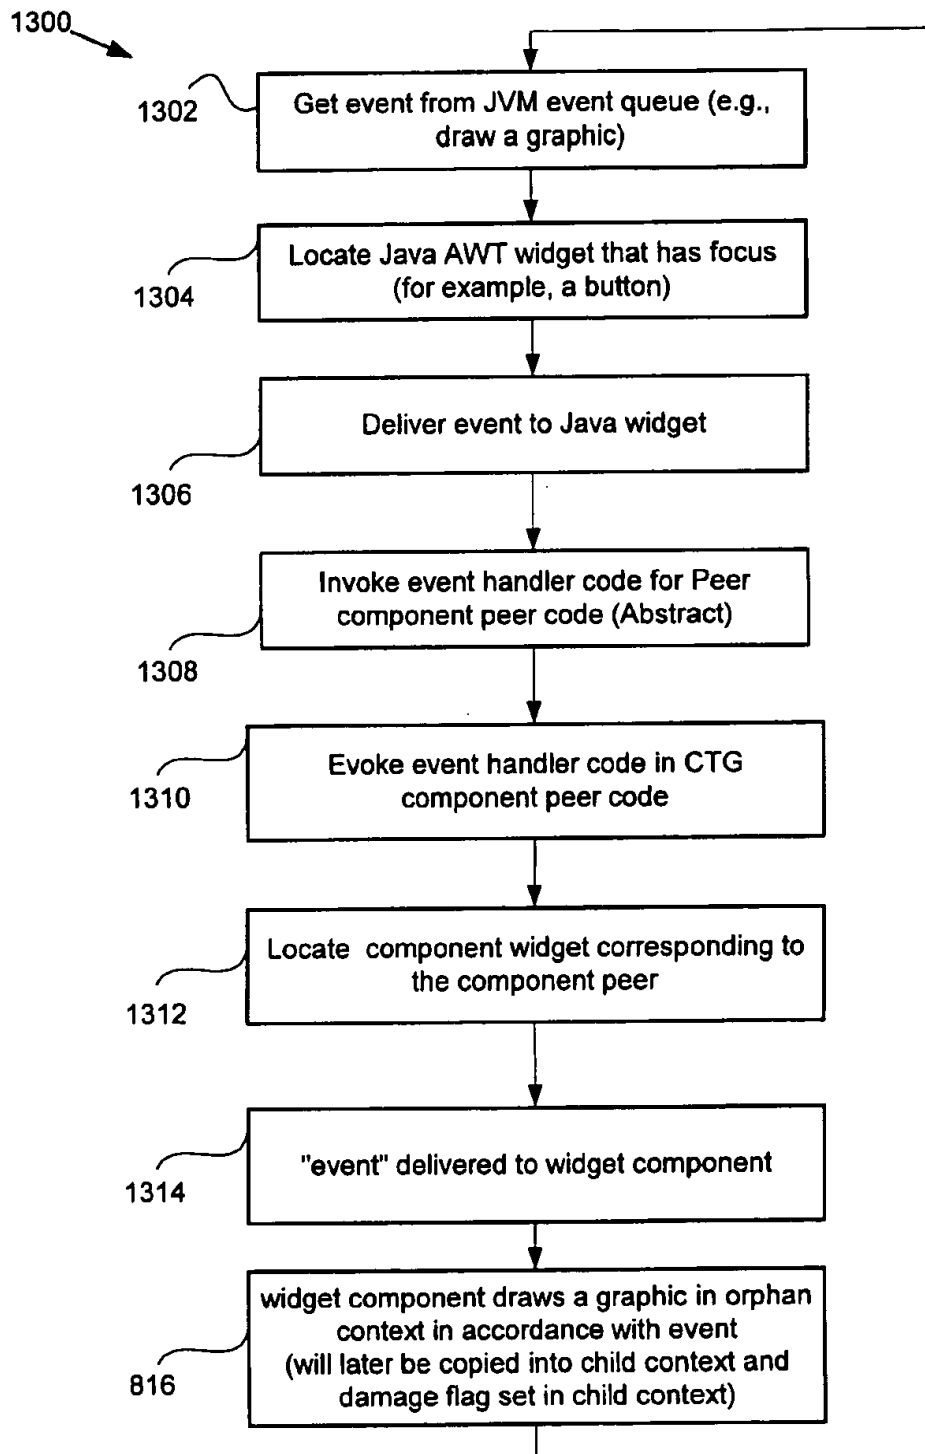 1300
1302
Get event from JVM event queue (e.g.,
draw a graphic)
1304
Locate Java AWT widget that has focus
(for example, a button)
1306
Deliver event to Java widget
1308
Invoke event handler code for Peer
component peer code (Abstract)
1310
Evoke event handler code in CTG
component peer code
1312
Locate component widget corresponding to
the component peer
1314
"event" delivered to widget component
816
widget component draws a graphic in orphan
context in accordance with event
(will later be copied into child context and
damage flag set in child context)